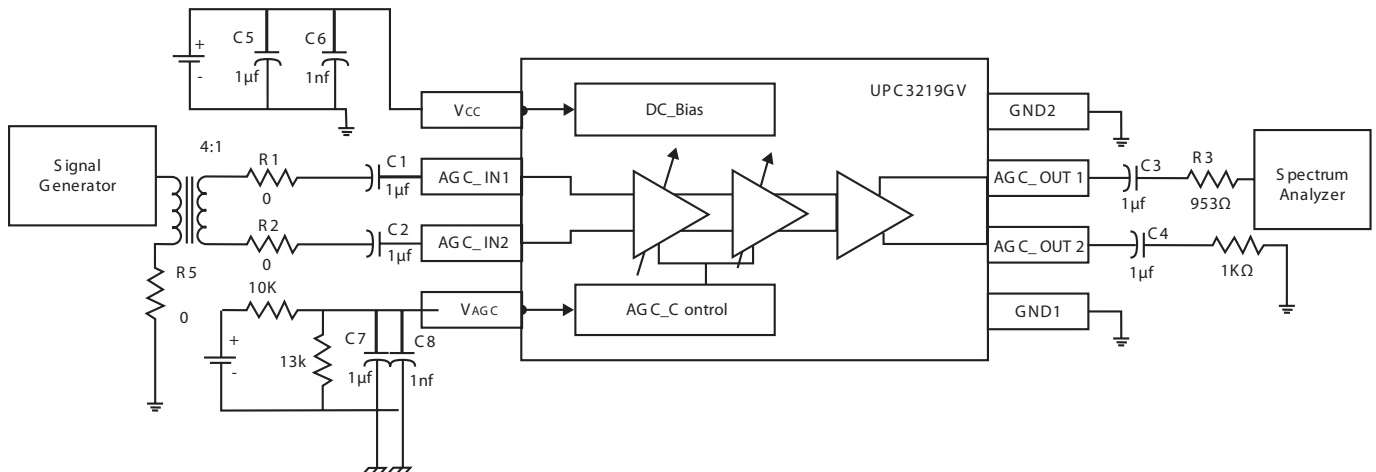 +
-
C5
1μf
C6
1nf
UPC3219GV
VCC
DC_Bias
GND2
Signal
Generator
4:1
R1
0
C1
1μf
AGC_IN1
AGC_OUT 1
C3
1μf
R3
953Ω
Spectrum
Analyzer
R2
0
C2
1μf
AGC_IN2
AGC_OUT 2
C4
1μf
1KΩ
R5
0
10K
VAGC
AGC_C ontrol
GND1
+
-
13k
C7
1μf
C8
1nf